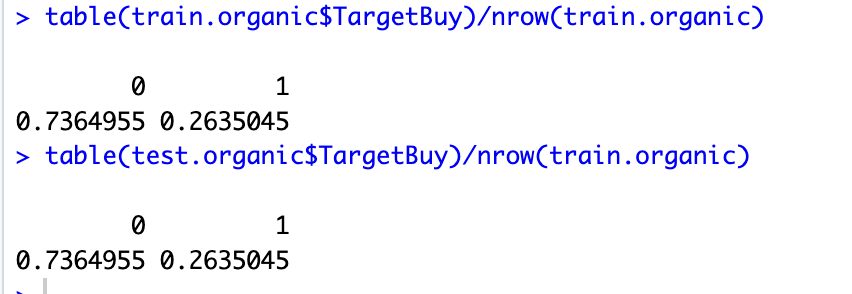 > table(train.organic$TargetBuy)/nrow(train.organic)
0 1
0.7364955 0.2635045
> table(test.organic$TargetBuy)/nrow(train.organic)
0 1
0.7364955 0.2635045
>